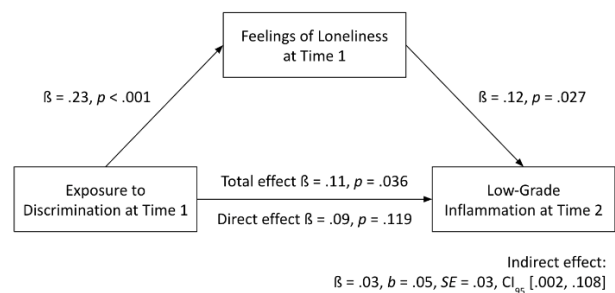 Feelings of Loneliness
at Time 1
ß = .23, p < .001
ß = .12, p = .027
Exposure to
Discrimination at Time 1
Total effect ß = .11, p = .036
Direct effect ß = .09, p = .119
Low-Grade
Inflammation at Time 2
Indirect effect:
ß = .03, b = .05, SE = .03, CI95 [.002, .108]